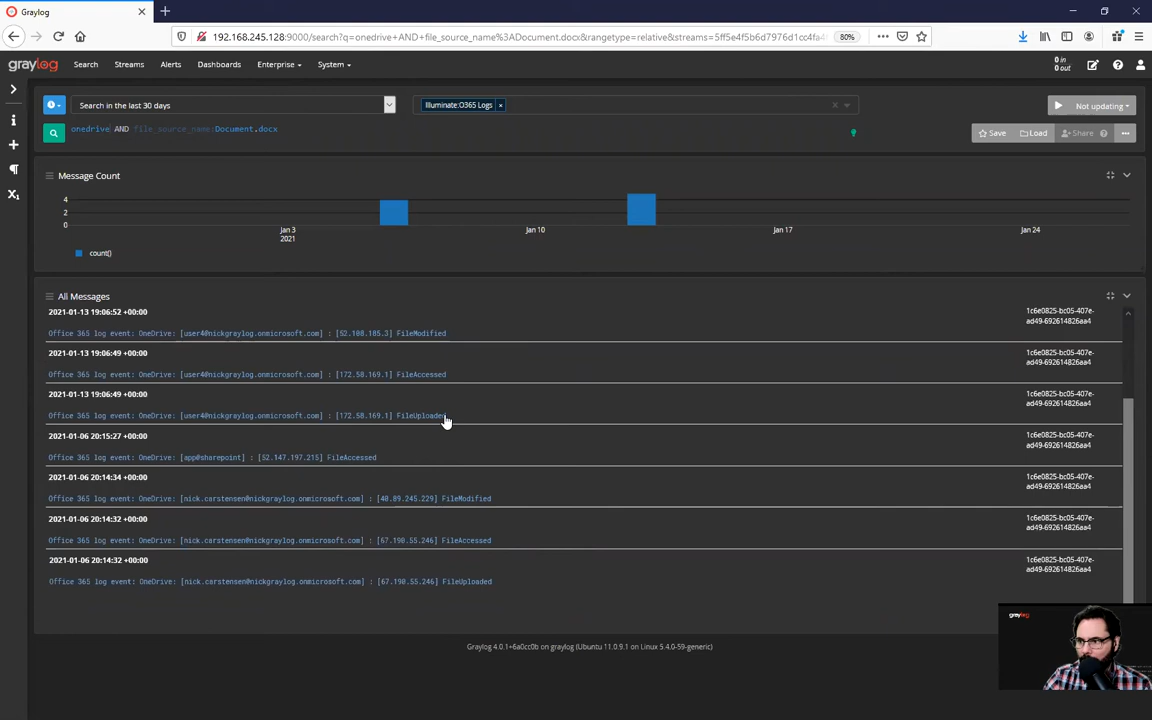 Graylog
192.168.245.128:9000/search?q=onedrive AND+file_source_name%3ADocument.docx&rangetype=relative&streams=5ff5e4f5b6d7976d1cc4fa4
80%
graylog Search Streams Alerts Dashboards Enterprise System 0 in
0 out
Search in the last 30 days Illuminate:O365 Logs × Not updating
onedrive AND file_source_name:Document.docx Save Load Share
Message Count
4
2
0
Jan 3 Jan 10 Jan 17 Jan 24
2021
count()
All Messages
2021-01-13 19:06:52 +00:00 1c6e0825-bc05-407e-
ad49-692614826aa4
Office 365 log event: OneDrive: [user4@nickgraylog.onmicrosoft.com] : [52.108.185.3] FileModified
2021-01-13 19:06:49 +00:00 1c6e0825-bc05-407e-
ad49-692614826aa4
Office 365 log event: OneDrive: [user4@nickgraylog.onmicrosoft.com] : [172.58.169.1] FileAccessed
2021-01-13 19:06:49 +00:00 1c6e0825-bc05-407e-
ad49-692614826aa4
Office 365 log event: OneDrive: [user4@nickgraylog.onmicrosoft.com] : [172.58.169.1] FileUploaded
2021-01-06 20:15:27 +00:00 1c6e0825-bc05-407e-
ad49-692614826aa4
Office 365 log event: OneDrive: [app@sharepoint] : [52.147.197.215] FileAccessed
2021-01-06 20:14:34 +00:00 1c6e0825-bc05-407e-
ad49-692614826aa4
Office 365 log event: OneDrive: [nick.carstensen@nickgraylog.onmicrosoft.com] : [40.89.245.229] FileModified
2021-01-06 20:14:32 +00:00 1c6e0825-bc05-407e-
ad49-692614826aa4
Office 365 log event: OneDrive: [nick.carstensen@nickgraylog.onmicrosoft.com] : [67.190.55.246] FileAccessed
2021-01-06 20:14:32 +00:00 1c6e0825-bc05-407e-
ad49-692614826aa4
Office 365 log event: OneDrive: [nick.carstensen@nickgraylog.onmicrosoft.com] : [67.190.55.246] FileUploaded
graylog
Graylog 4.0.1+6a0cc0b on graylog (Ubuntu 11.0.9.1 on Linux 5.4.0-59-generic)